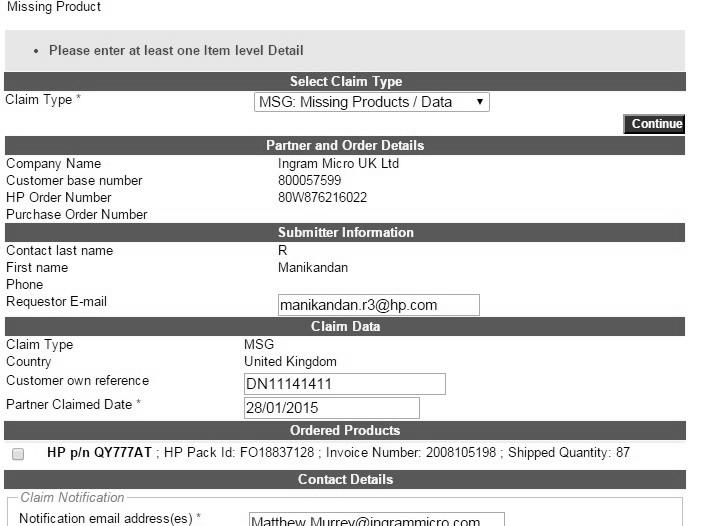 Missing Product
• Please enter at least one Item level Detail
Select Claim Type
Claim Type * MSG: Missing Products / Data
Continue
Partner and Order Details
Company Name Ingram Micro UK Ltd
Customer base number 800057599
HP Order Number 80W876216022
Purchase Order Number
Submitter Information
Contact last name R
First name Manikandan
Phone
Requestor E-mail manikandan.r3@hp.com
Claim Data
Claim Type MSG
Country United Kingdom
Customer own reference DN11141411
Partner Claimed Date * 28/01/2015
Ordered Products
HP p/n QY777AT ; HP Pack Id: FO18837128 ; Invoice Number: 2008105198 ; Shipped Quantity: 87
Contact Details
Claim Notification
Notification email address(es) * Matthew.Murrey@ingrammicro.com